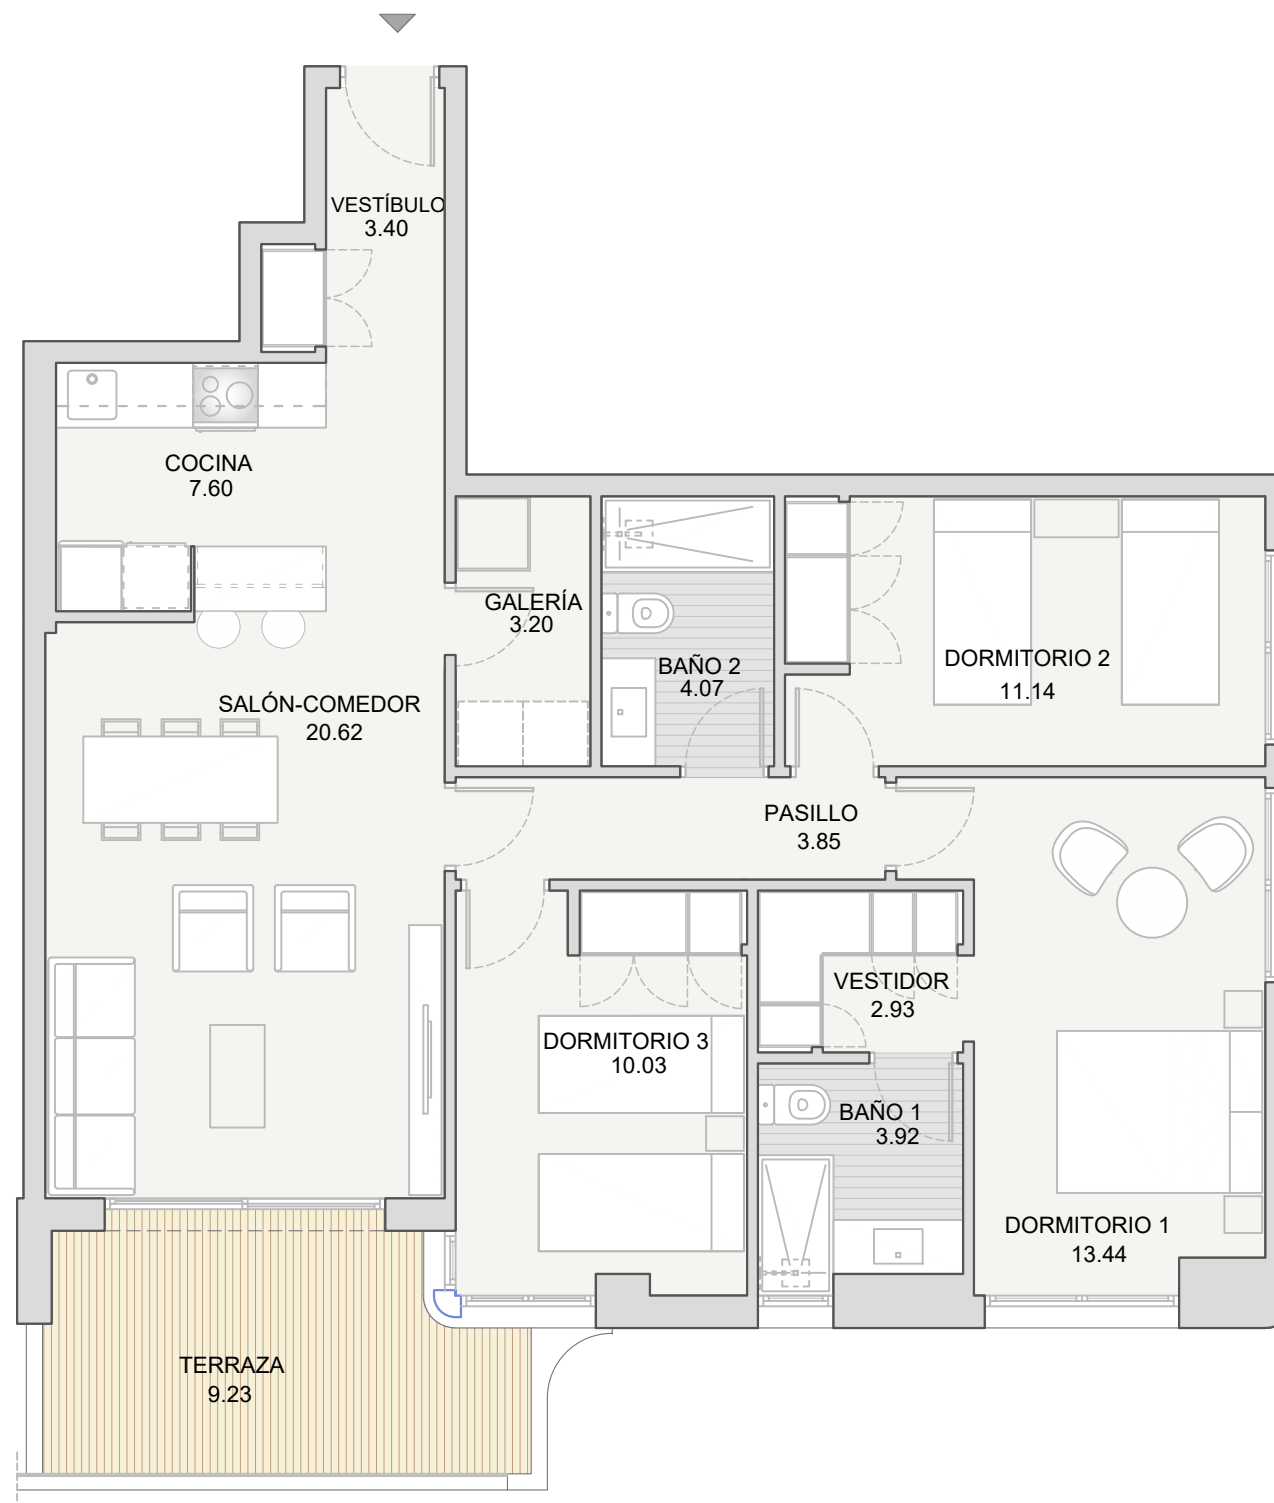 VESTÍBULO
3.40
COCINA
7.60
GALERÍA
3.20
BAÑO 2
4.07
DORMITORIO 2
11.14
SALÓN-COMEDOR
20.62
PASILLO
3.85
VESTIDOR
2.93
DORMITORIO 3
10.03
BAÑO 1
3.92
DORMITORIO 1
13.44
TERRAZA
9.23